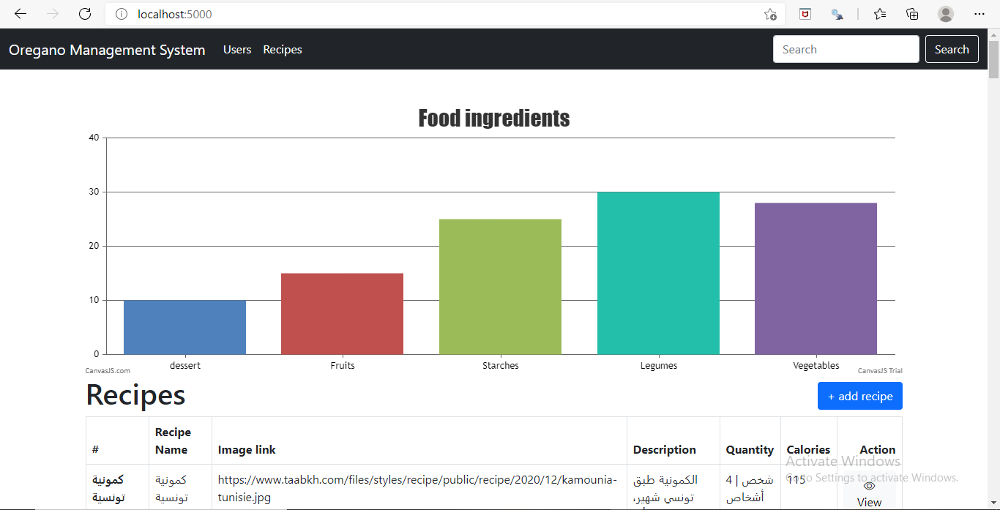 localhost:5000
Oregano Management System Users Recipes Search Search
Food ingredients
40
30
20
10
0
dessert Fruits Starches Legumes Vegetables
CanvasJS.com CanvasJS Trial
Recipes + add recipe
# Recipe Name Image link Description Quantity Calories Action
كمونية تونسية
كمونية تونسية
https://www.taabkh.com/files/styles/recipe/public/recipe/2020/12/kamounia-
tunisie.jpg
الكمونية طبق
تونسي شهير،
4 | شخص
أشخاص
115
View
Activate Windows
Go to Settings to activate Windows.